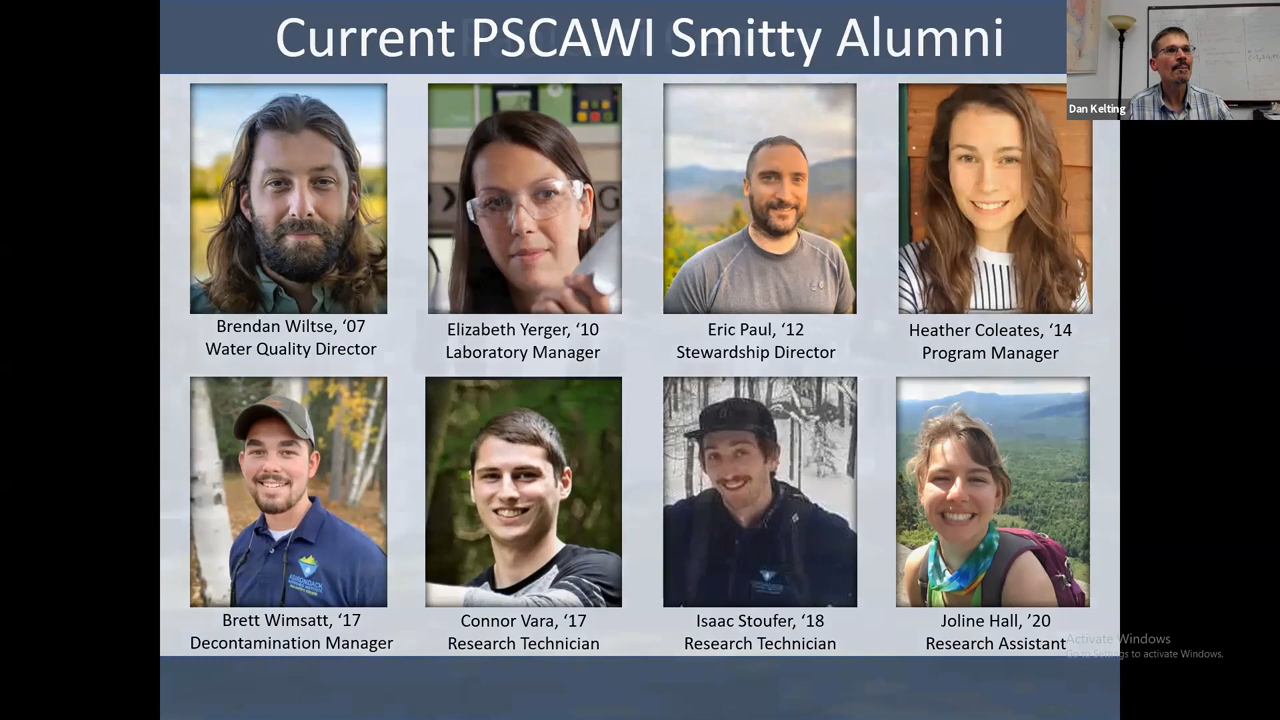 Current PSCAWI Smitty Alumni
Dan Kelting
Brendan Wiltse, ‘07
Water Quality Director
Elizabeth Yerger, ‘10
Laboratory Manager
Eric Paul, ‘12
Stewardship Director
Heather Coleates, ‘14
Program Manager
ADIRONDACK
Brett Wimsatt, ‘17
Decontamination Manager
Connor Vara, ‘17
Research Technician
Isaac Stoufer, ‘18
Research Technician
Joline Hall, ’20
Research Assistant
Activate Windows
Go to Settings to activate Windows.